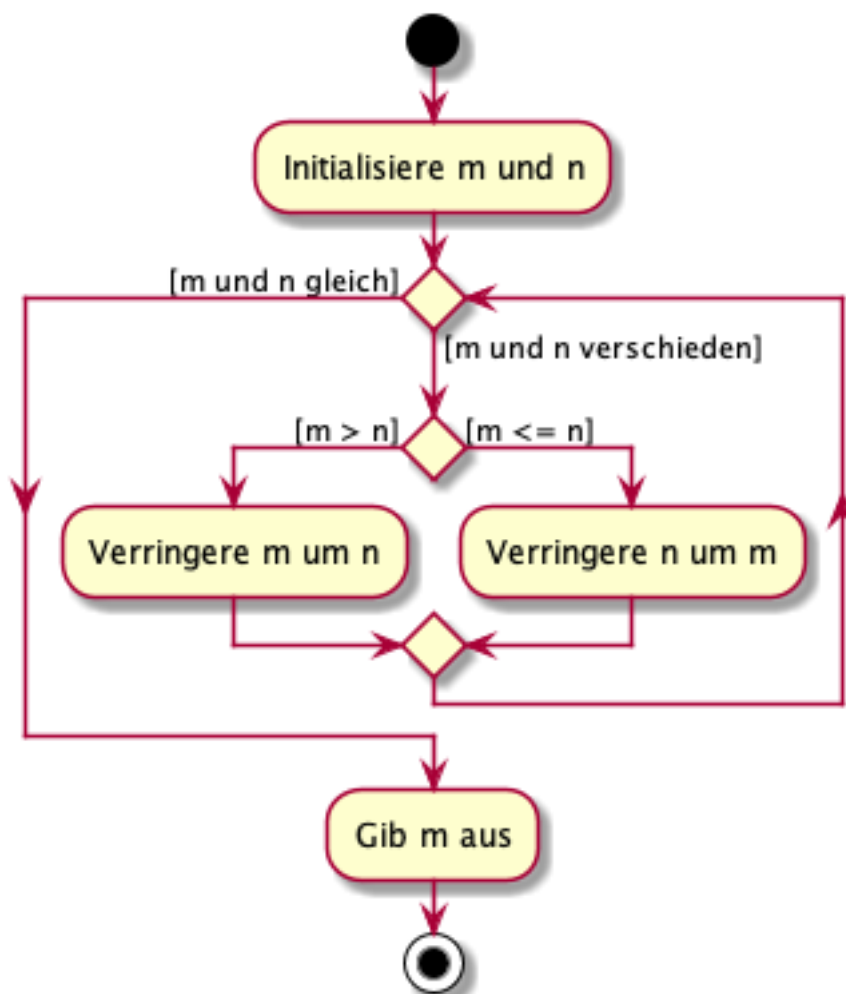 Initialisiere m und n
[m und n gleich]
[m und n verschieden]
[m > n]
[m <= n]
Verringere m um n
Verringere n um m
Gib m aus